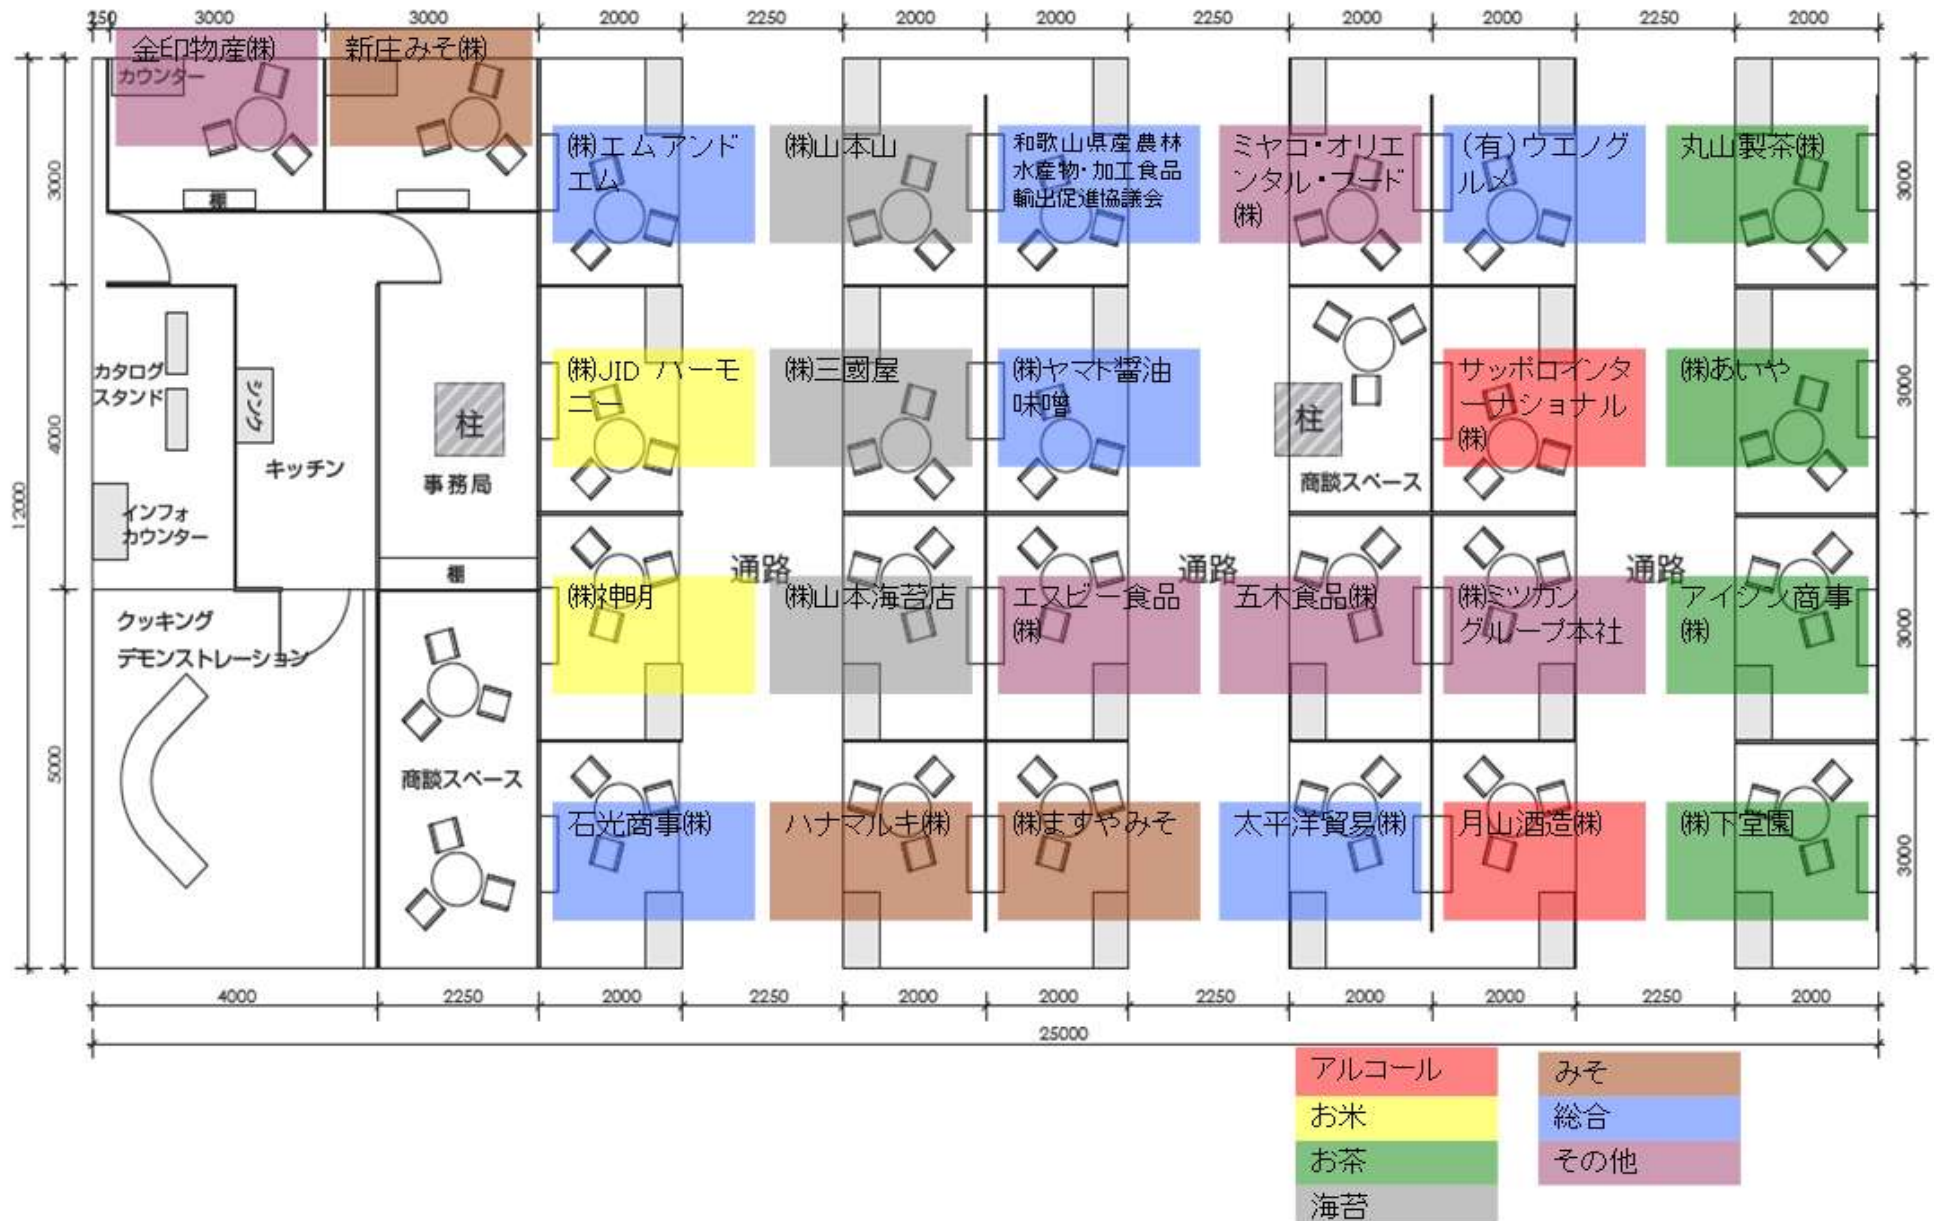 250 3000 3000 2000 2250 2000 2000 2250 2000 2000 2250 2000
金印物産㈱
カウンター
棚
新庄みそ㈱
㈱エムアンド
エム
㈱山本山
和歌山県産農林
水産物・加工食品
輸出促進協議会
ミヤコ・オリエ
ンタル・フード
㈱
(有)ウエノグ
ルメ
丸山製茶㈱
3000
3000
カタログ
スタンド
シンク
キッチン
柱
事務局
棚
インフォ
カウンター
㈱JID ハーモ
ニー
㈱三國屋
㈱ヤマト醤油
味噌
柱
商談スペース
サッポロインタ
ーナショナル
㈱
㈱あいや
4000
3000
12000
通路
通路
通路
㈱神明
㈱山本海苔店
エスビー食品
㈱
五木食品㈱
㈱ミツカン
グループ本社
アイシン商事
㈱
3000
クッキング
デモンストレーション
商談スペース
5000
石光商事㈱
ハナマルキ㈱
㈱ますやみそ
太平洋貿易㈱
月山酒造㈱
㈱下堂園
3000
4000 2250 2000 2250 2000 2000 2250 2000 2000 2250 2000
25000
アルコール
お米
お茶
海苔
みそ
総合
その他